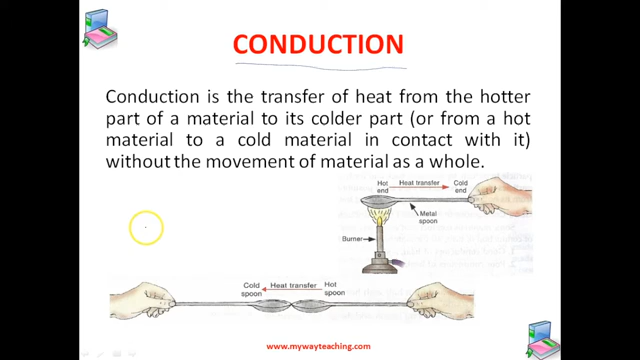 CONDUCTION
Conduction is the transfer of heat from the hotter
part of a material to its colder part (or from a hot
material to a cold material in contact with it)
without the movement of material as a whole.
Hot end
Heat transfer
Cold end
Metal spoon
Burner
Cold spoon
Heat transfer
Hot spoon
www.mywayteaching.com